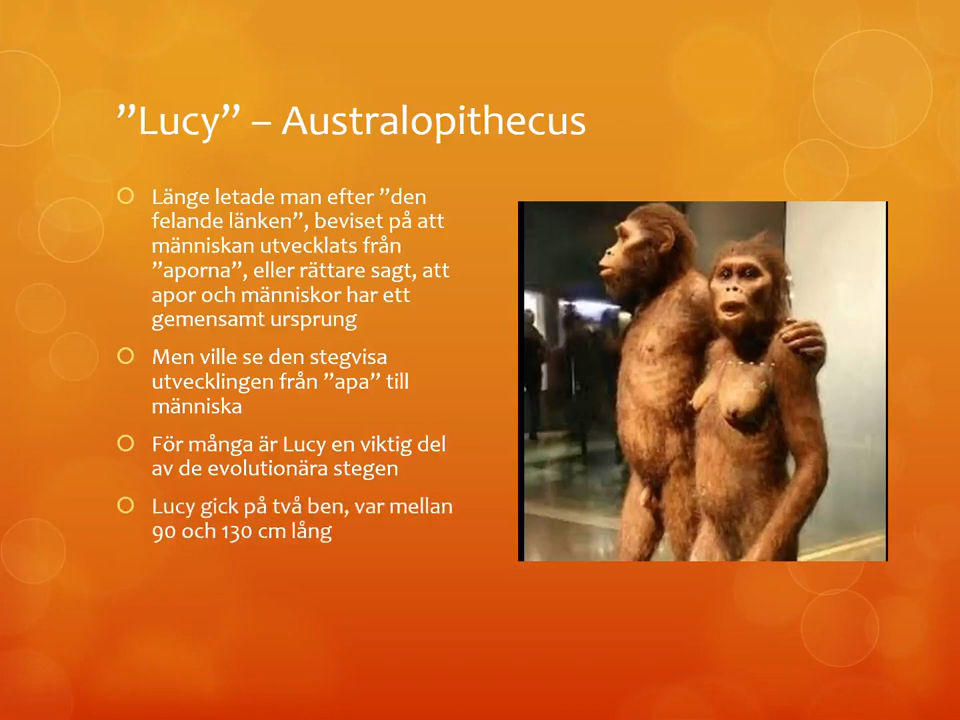 ”Lucy” – Australopithecus
Länge letade man efter ”den
felande länken”, beviset på att
människan utvecklats från
”aporna”, eller rättare sagt, att
apor och människor har ett
gemensamt ursprung
Men ville se den stegvisa
utvecklingen från ”apa” till
människa
För många är Lucy en viktig del
av de evolutionära stegen
Lucy gick på två ben, var mellan
90 och 130 cm lång